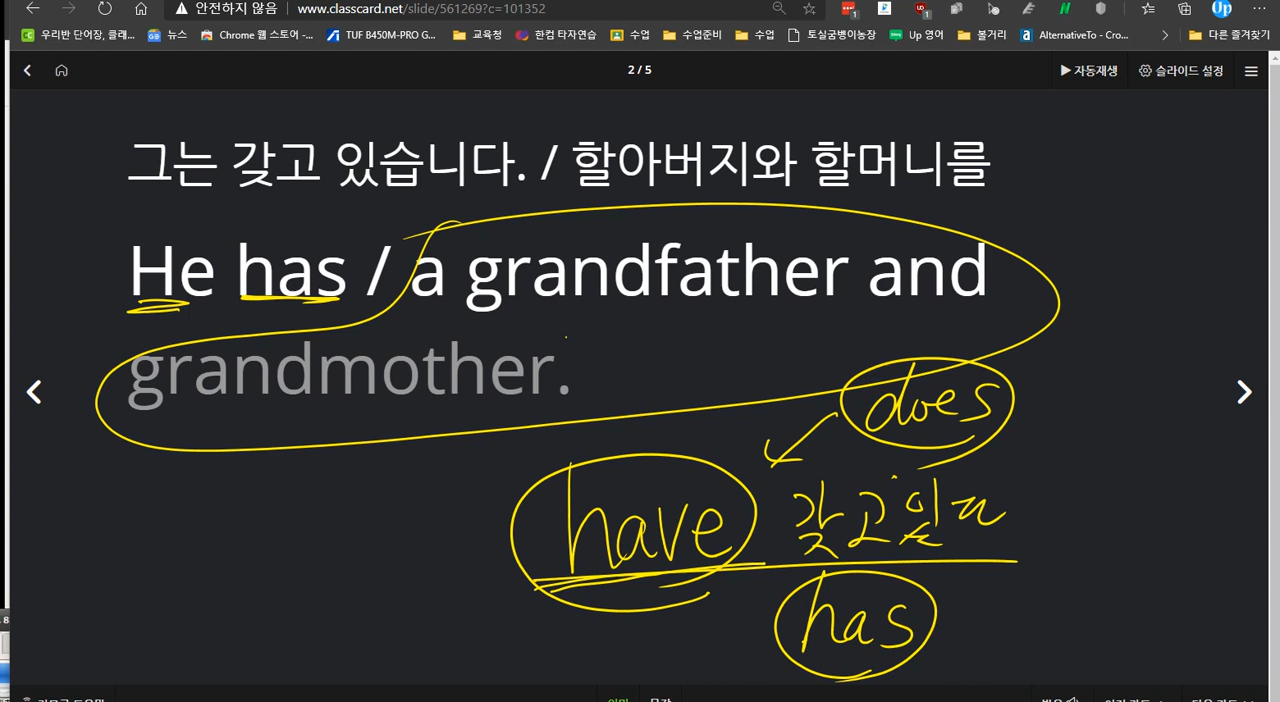 안전하지 않음 | www.classcard.net/slide/561269?c=101352
우리반 단어장, 클래... 뉴스 Chrome 웹 스토어 -... TUF B450M-PRO G... 교육청 한컴 타자연습 수업 수업준비 수업 토실굼벵이농장 Up 영어 볼거리 AlternativeTo - Cro... 다른 즐겨찾기
2 / 5 자동재생 슬라이드 설정
그는 갖고 있습니다. / 할아버지와 할머니를
He has / a grandfather and
grandmother.
does
have 갖고있다
has